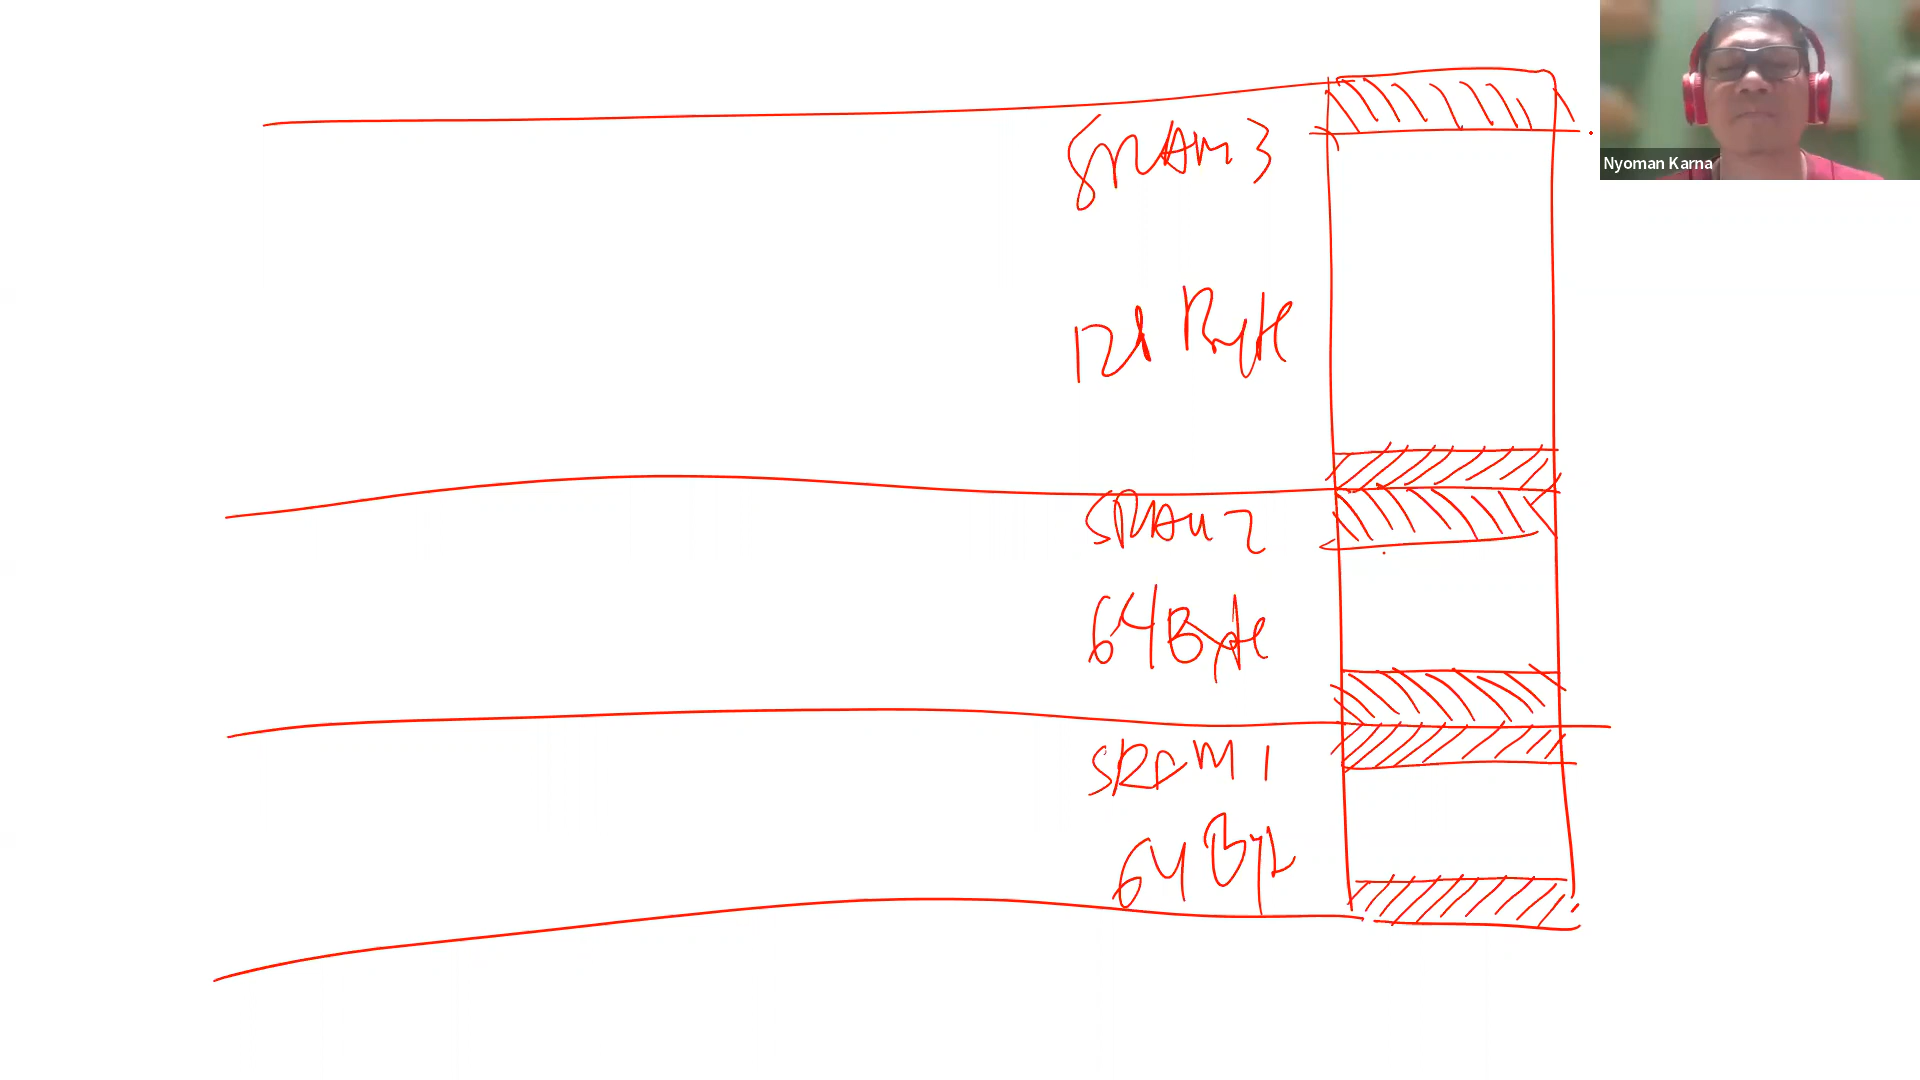 Nyoman Karna
SRAM 3
128 Byte
SRAM 2
64 Byte
SRAM 1
64 Byte